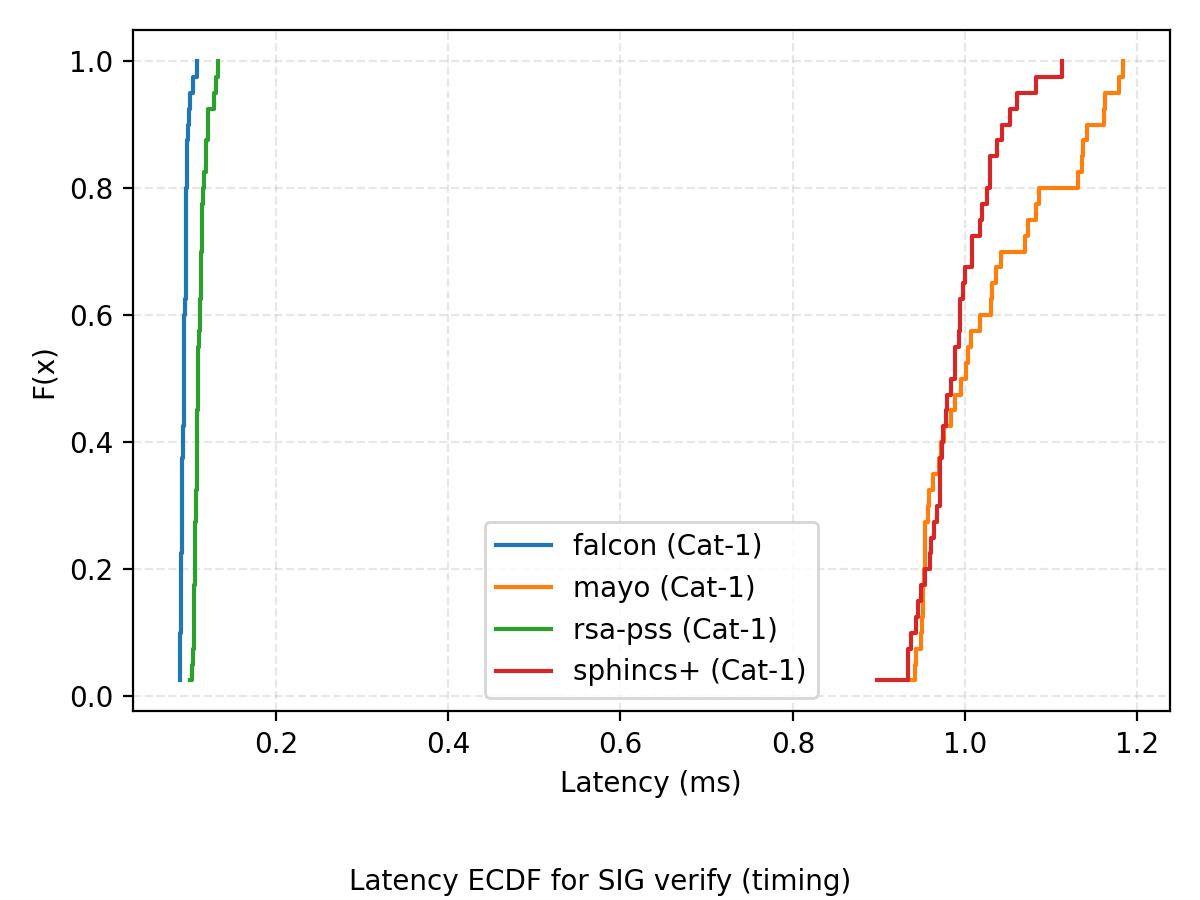 1.0
0.8
0.6
0.4
0.2
0.0
F(x)
falcon (Cat-1)
mayo (Cat-1)
rsa-pss (Cat-1)
sphincs+ (Cat-1)
0.2 0.4 0.6 0.8 1.0 1.2
Latency (ms)
Latency ECDF for SIG verify (timing)